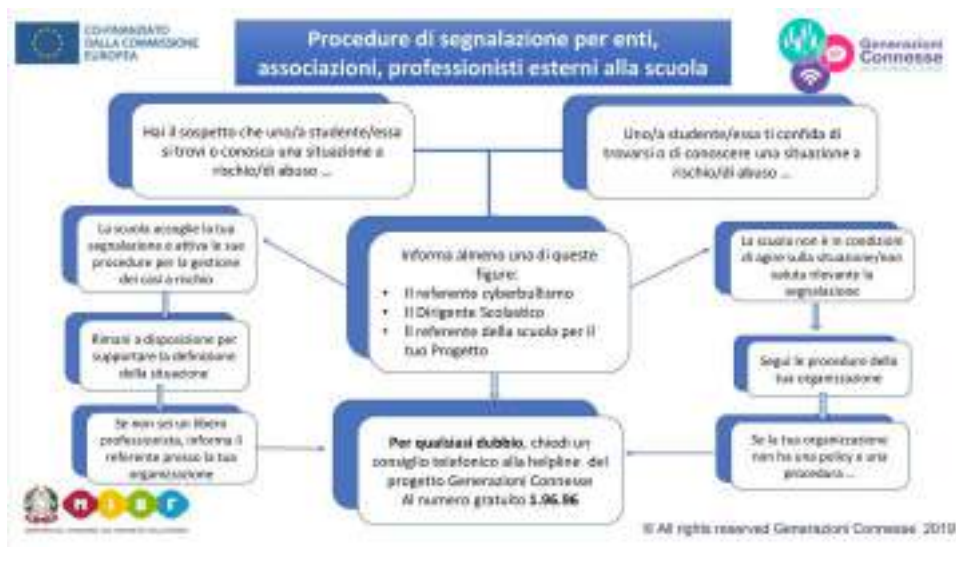 CO-FINANZIATO
DALLA COMMISSIONE
EUROPEA
Procedure di segnalazione per enti,
associazioni, professionisti esterni alla scuola
Generazioni
Connesse
Hai il sospetto che uno/a studente/essa
si trovi o conosca una situazione a
rischio/di abuso ...
Uno/a studente/essa ti confida di
trovarsi o di conoscere una situazione a
rischio/di abuso ...
La scuola accoglie la tua
segnalazione e attiva le sue
procedure per la gestione
dei casi a rischio
Informa almeno una di queste
figure:
• Il referente cyberbullismo
• Il Dirigente Scolastico
• Il referente della scuola per il
tuo Progetto
La scuola non è in condizioni
di agire sulla situazione/non
valuta rilevante la
segnalazione
Rimani a disposizione per
supportare la definizione
della situazione
Segui le procedure della
tua organizzazione
Se non sei un libero
professionista, informa il
referente presso la tua
organizzazione
Per qualsiasi dubbio, chiedi un
consiglio telefonico alla helpline del
progetto Generazioni Connesse
Al numero gratuito 1.96.96
Se la tua organizzazione
non ha una policy e una
procedura ...
MIUR
© All rights reserved Generazioni Connesse 2019